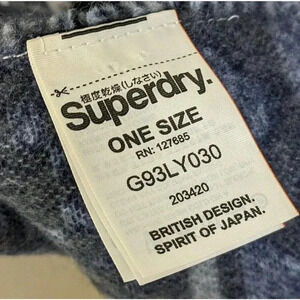 極度乾燥(しなさい)
Superdry.
ONE SIZE
RN: 127685
G93LY030
203420
BRITISH DESIGN.
SPIRIT OF JAPAN.